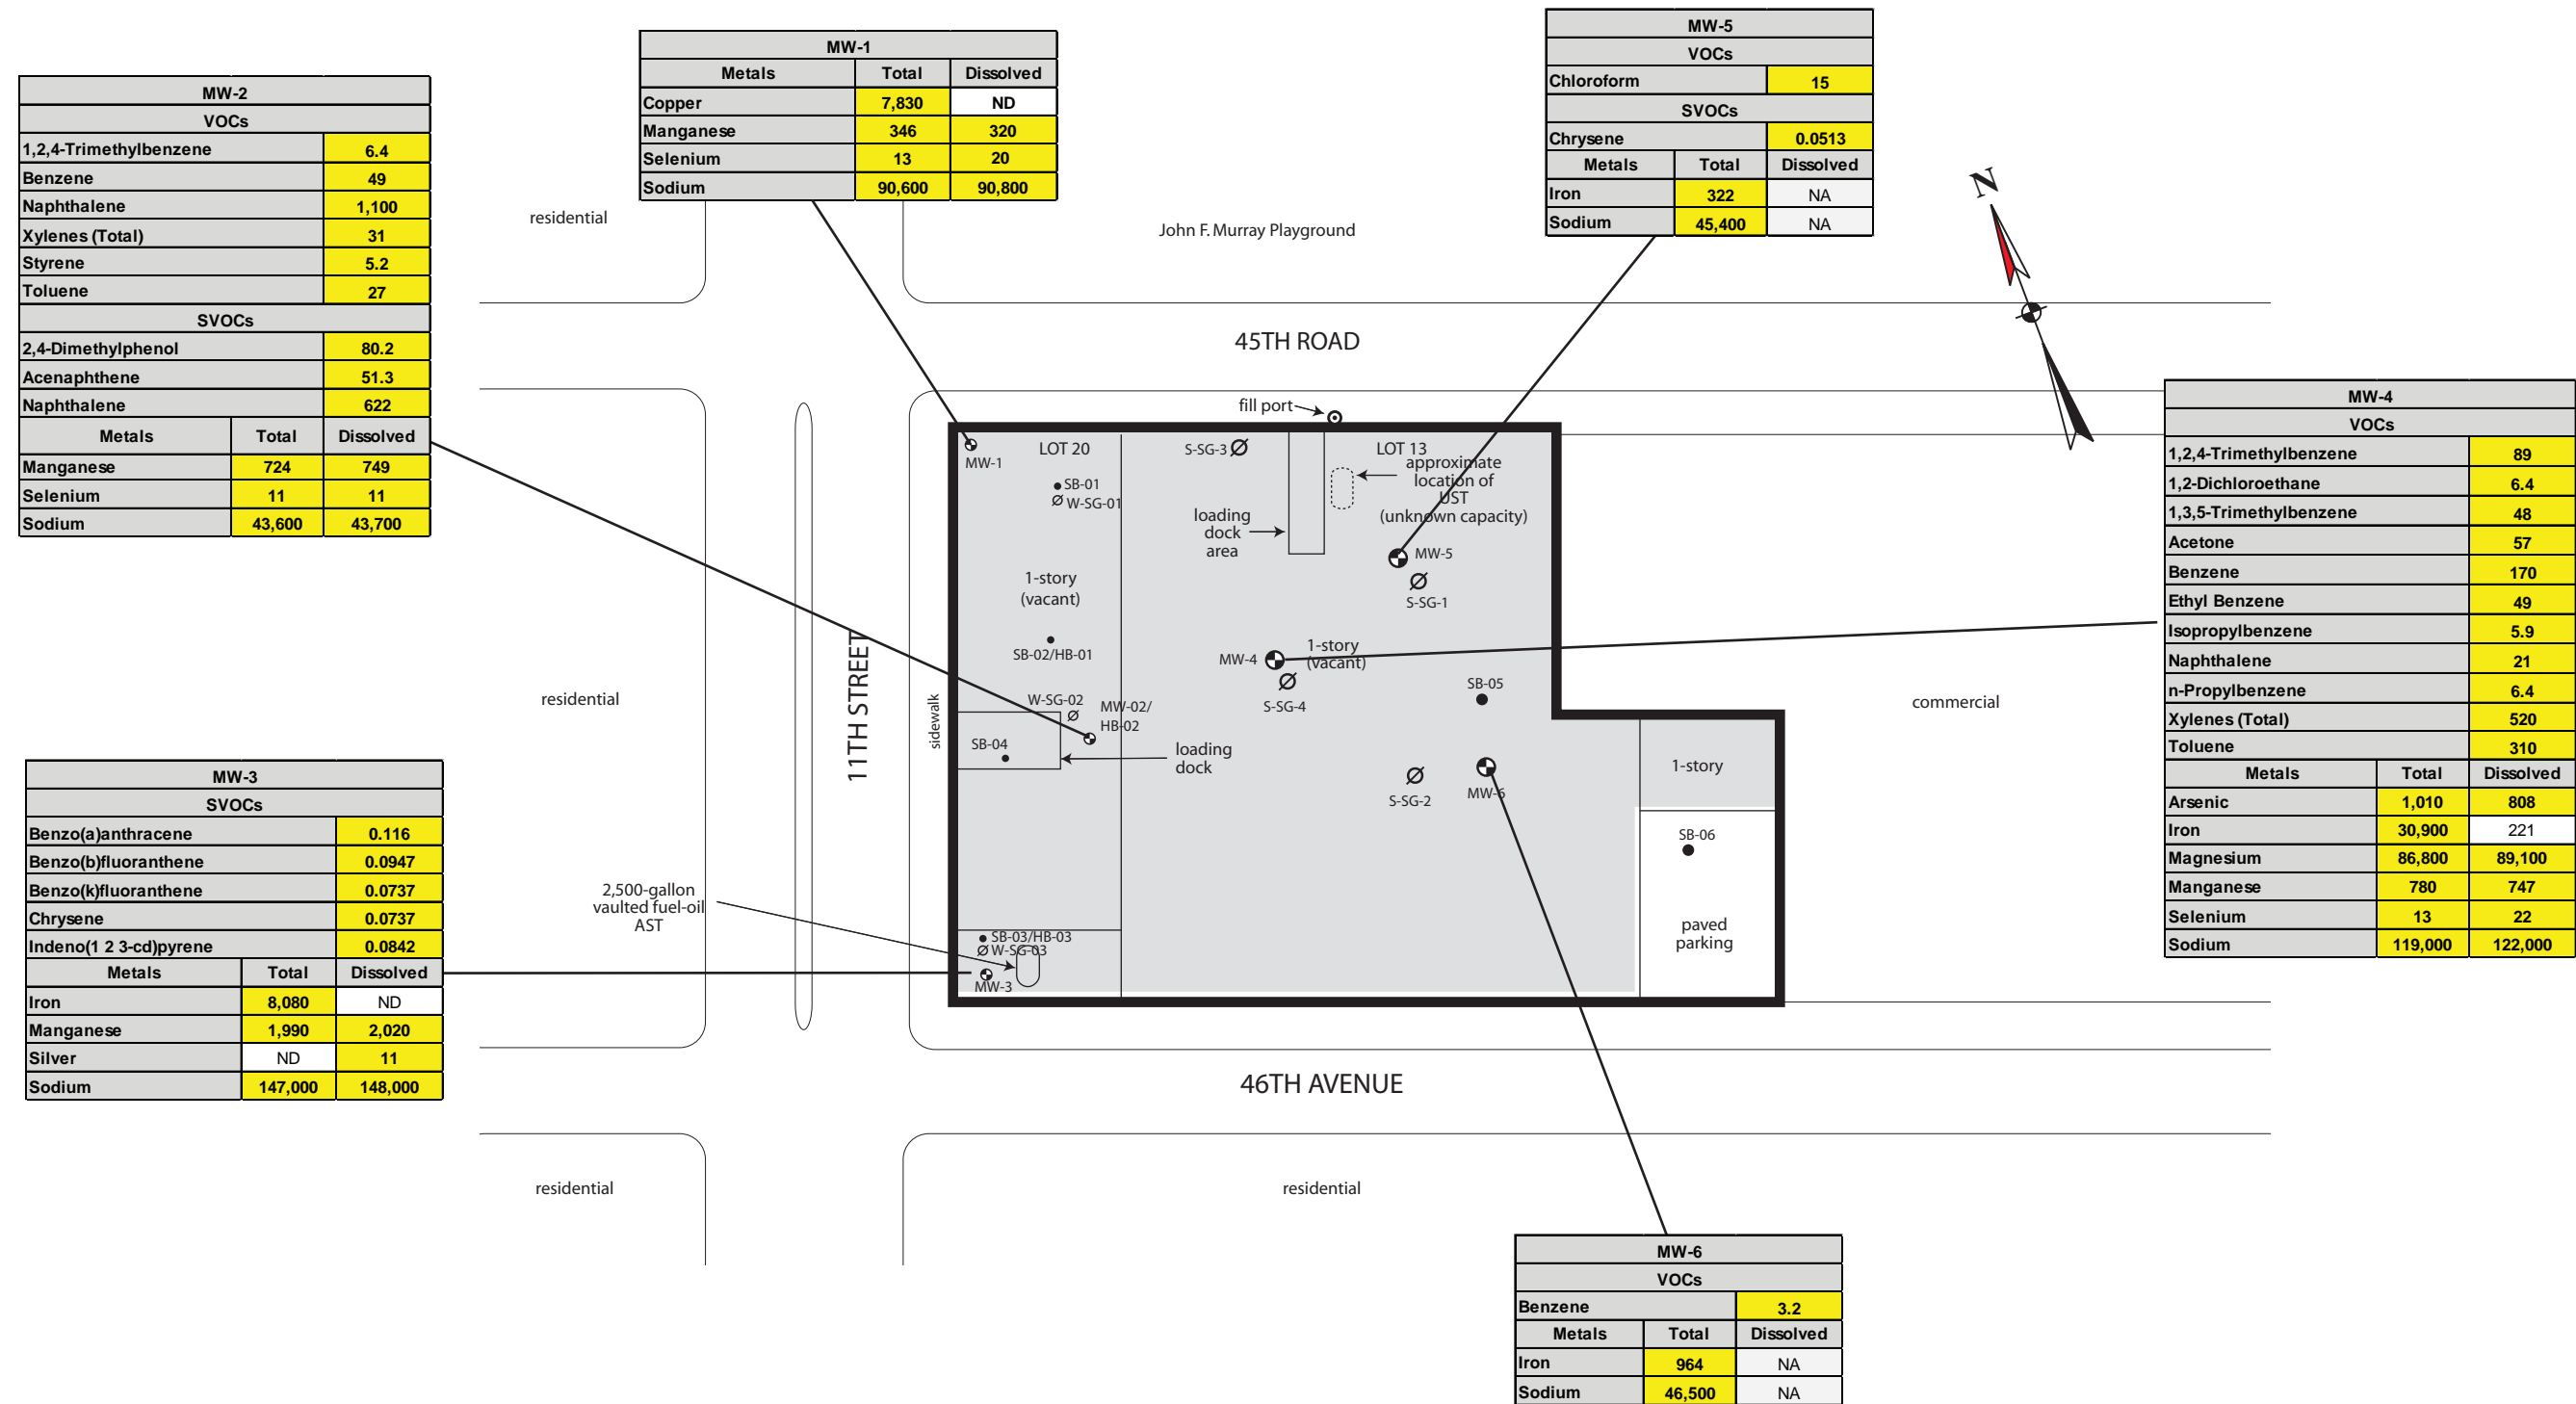 MW-2
VOCs
1,2,4-Trimethylbenzene 6.4
Benzene 49
Naphthalene 1,100
Xylenes (Total) 31
Styrene 5.2
Toluene 27
SVOCs
2,4-Dimethylphenol 80.2
Acenaphthene 51.3
Naphthalene 622
Metals Total Dissolved
Manganese 724 749
Selenium 11 11
Sodium 43,600 43,700
MW-1
Metals Total Dissolved
Copper 7,830 ND
Manganese 346 320
Selenium 13 20
Sodium 90,600 90,800
MW-5
VOCs
Chloroform 15
SVOCs
Chrysene 0.0513
Metals Total Dissolved
Iron 322 NA
Sodium 45,400 NA
N
residential
John F. Murray Playground
45TH ROAD
MW-4
VOCs
1,2,4-Trimethylbenzene 89
1,2-Dichloroethane 6.4
1,3,5-Trimethylbenzene 48
Acetone 57
Benzene 170
Ethyl Benzene 49
Isopropylbenzene 5.9
Naphthalene 21
n-Propylbenzene 6.4
Xylenes (Total) 520
Toluene 310
Metals Total Dissolved
Arsenic 1,010 808
Iron 30,900 221
Magnesium 86,800 89,100
Manganese 780 747
Selenium 13 22
Sodium 119,000 122,000
fill port
MW-1
LOT 20
S-SG-3
LOT 13
approximate
location of
UST
(unknown capacity)
SB-01
W-SG-01
loading
dock
area
MW-5
S-SG-1
1-story
(vacant)
SB-02/HB-01
MW-4
1-story
(vacant)
S-SG-4
SB-05
residential
11TH STREET
sidewalk
W-SG-02
MW-02/
HB-02
SB-04
loading
dock
S-SG-2
MW-6
1-story
commercial
SB-06
paved
parking
2,500-gallon
vaulted fuel-oil
AST
SB-03/HB-03
W-SG-03
MW-3
MW-3
SVOCs
Benzo(a)anthracene 0.116
Benzo(b)fluoranthene 0.0947
Benzo(k)fluoranthene 0.0737
Chrysene 0.0737
Indeno(1 2 3-cd)pyrene 0.0842
Metals Total Dissolved
Iron 8,080 ND
Manganese 1,990 2,020
Silver ND 11
Sodium 147,000 148,000
46TH AVENUE
residential
residential
MW-6
VOCs
Benzene 3.2
Metals Total Dissolved
Iron 964 NA
Sodium 46,500 NA